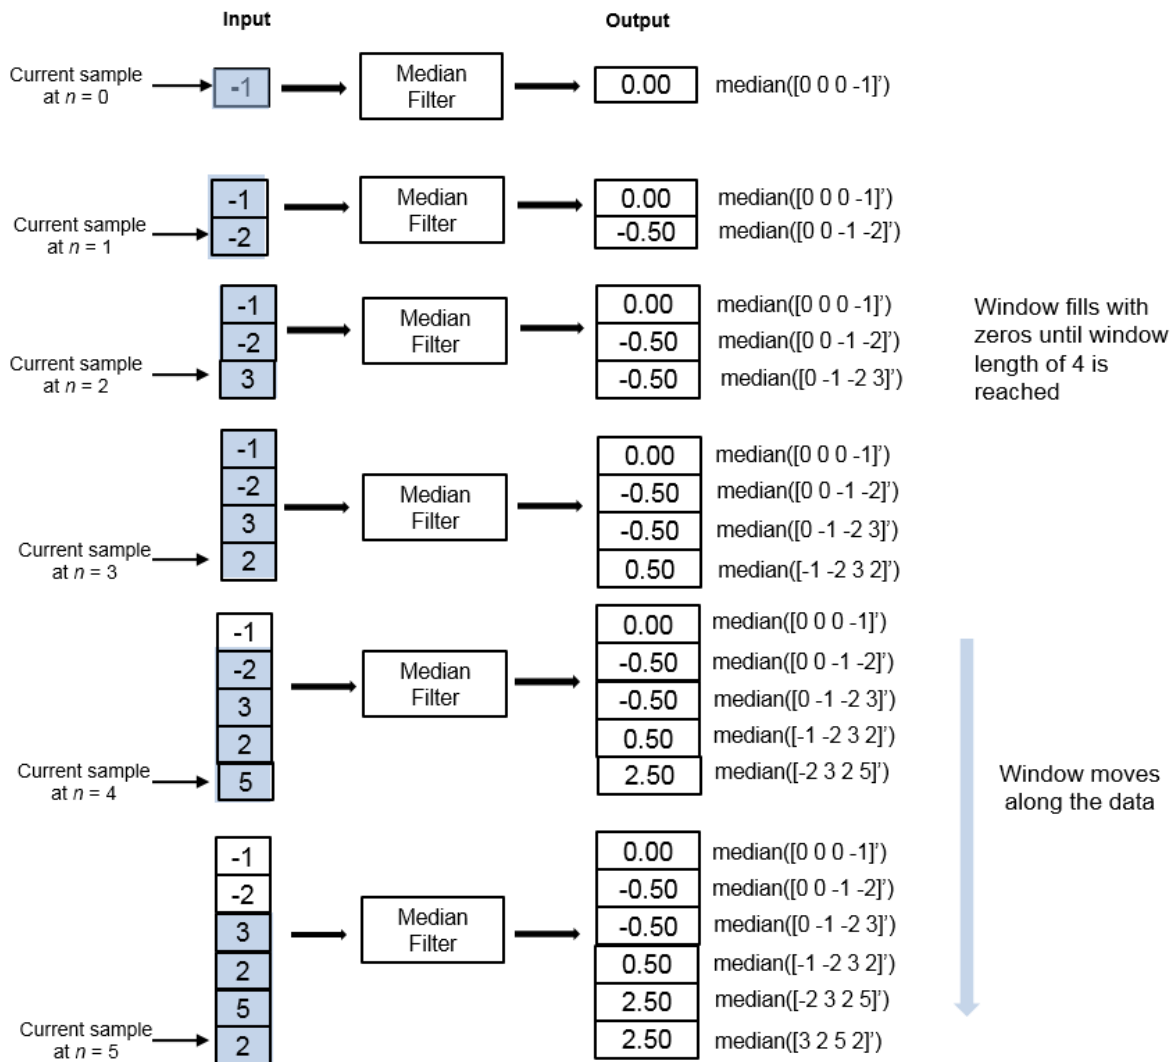 Input
Output
Current sample
at n = 0
-1
Median
Filter
0.00
median([0 0 0 -1]')
Current sample
at n = 1
-1
-2
Median
Filter
0.00
-0.50
median([0 0 0 -1]')
median([0 0 -1 -2]')
Current sample
at n = 2
-1
-2
3
Median
Filter
0.00
-0.50
-0.50
median([0 0 0 -1]')
median([0 0 -1 -2]')
median([0 -1 -2 3]')
Window fills with
zeros until window
length of 4 is
reached
Current sample
at n = 3
-1
-2
3
2
Median
Filter
0.00
-0.50
-0.50
0.50
median([0 0 0 -1]')
median([0 0 -1 -2]')
median([0 -1 -2 3]')
median([-1 -2 3 2]')
Current sample
at n = 4
-1
-2
3
2
5
Median
Filter
0.00
-0.50
-0.50
0.50
2.50
median([0 0 0 -1]')
median([0 0 -1 -2]')
median([0 -1 -2 3]')
median([-1 -2 3 2]')
median([-2 3 2 5]')
Window moves
along the data
Current sample
at n = 5
-1
-2
3
2
5
2
Median
Filter
0.00
-0.50
-0.50
0.50
2.50
2.50
median([0 0 0 -1]')
median([0 0 -1 -2]')
median([0 -1 -2 3]')
median([-1 -2 3 2]')
median([-2 3 2 5]')
median([3 2 5 2]')